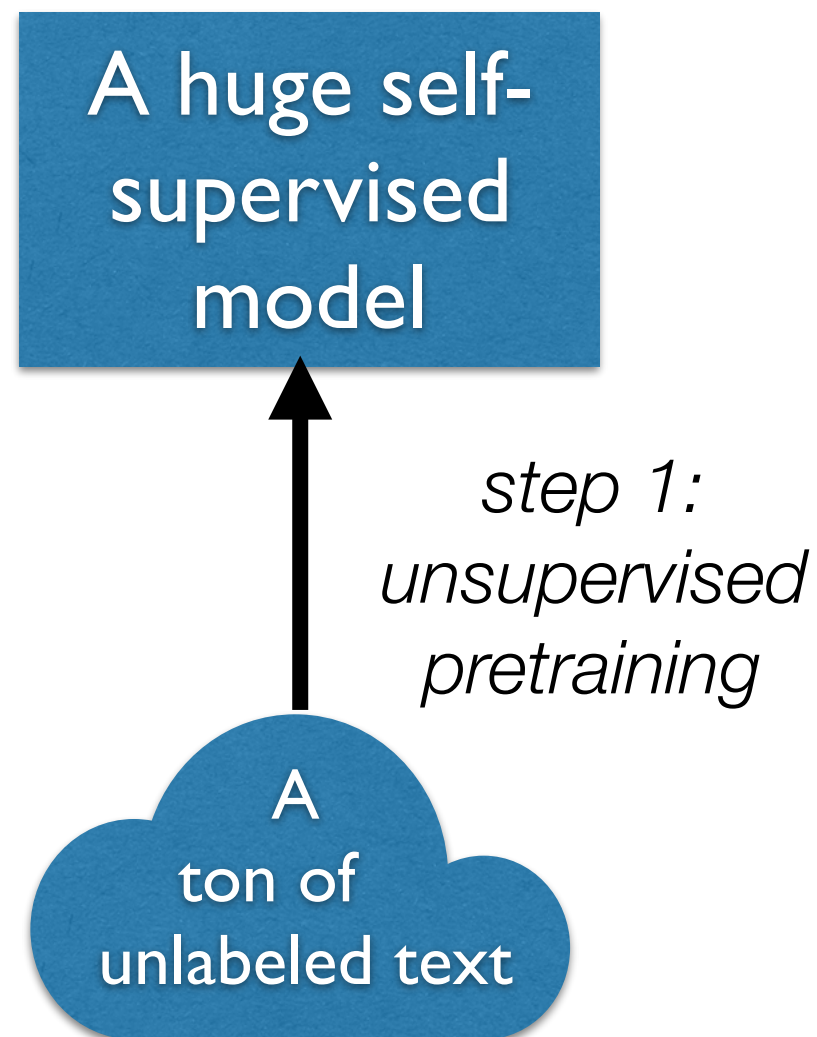 A huge self-
supervised
model
step 1:
unsupervised
pretraining
A
ton of
unlabeled text